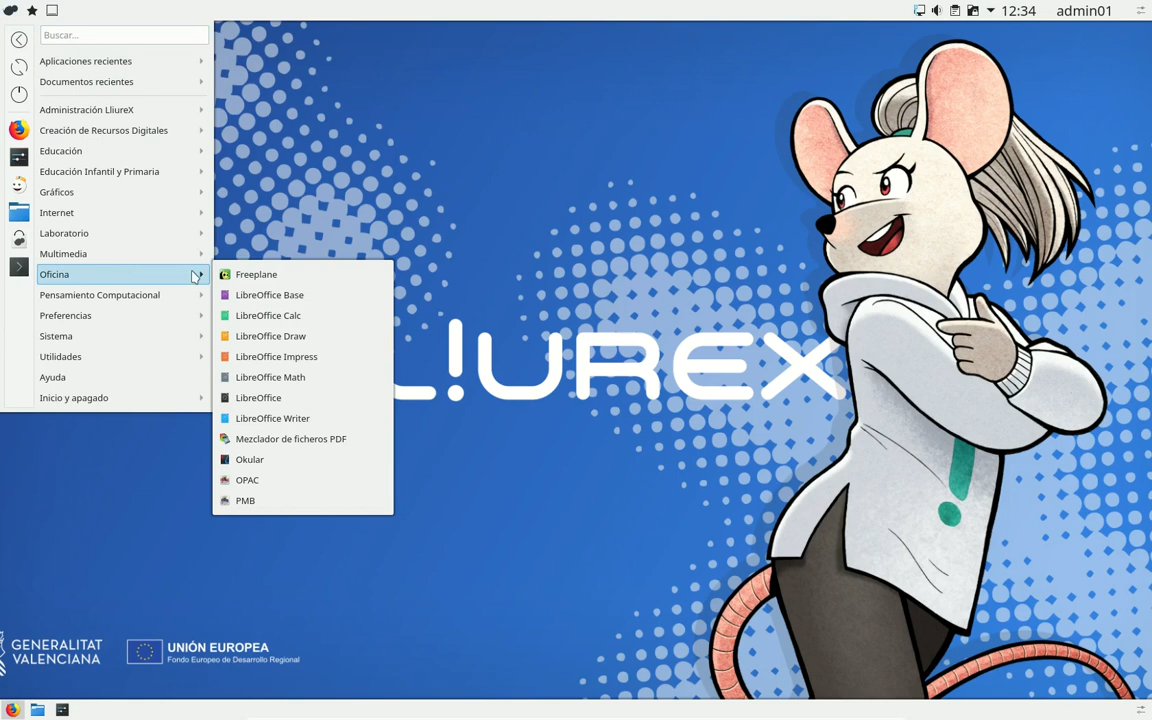 12:34
admin01
Buscar...
Aplicaciones recientes
Documentos recientes
Administración LliureX
Creación de Recursos Digitales
Educación
Educación Infantil y Primaria
Gráficos
Internet
Laboratorio
Multimedia
Oficina
Pensamiento Computacional
Preferencias
Sistema
Utilidades
Ayuda
Inicio y apagado
Freeplane
LibreOffice Base
LibreOffice Calc
LibreOffice Draw
LibreOffice Impress
LibreOffice Math
LibreOffice
LibreOffice Writer
Mezclador de ficheros PDF
Okular
OPAC
PMB
L!UREX
GENERALITAT
VALENCIANA
UNIÓN EUROPEA
Fondo Europeo de Desarrollo Regional